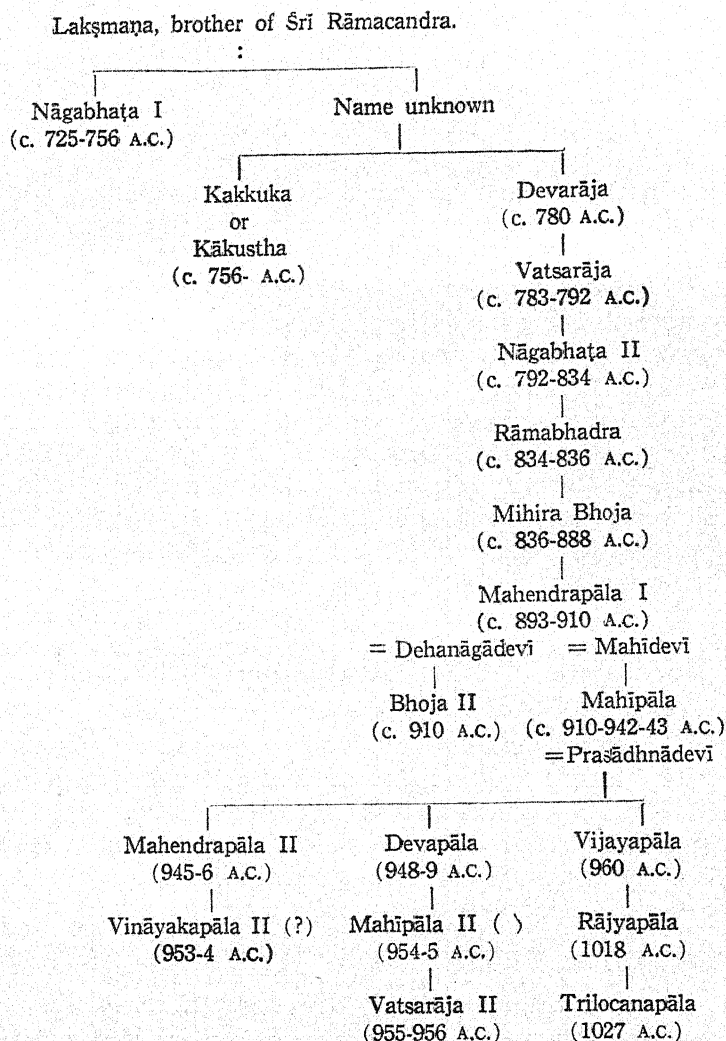 Lakṣmaṇa, brother of Śrī Rāmacandra.
:
Nāgabhaṭa I Name unknown
(c. 725-756 A.C.)
Kakkuka Devarāja
or (c. 780 A.C.)
Kākustha Vatsarāja
(c. 756- A.C.) (c. 783-792 A.C.)
Nāgabhaṭa II
(c. 792-834 A.C.)
Rāmabhadra
(c. 834-836 A.C.)
Mihira Bhoja
(c. 836-888 A.C.)
Mahendrapāla I
(c. 893-910 A.C.)
= Dehanāgādevī = Mahīdevī
Bhoja II Mahīpāla
(c. 910 A.C.) (c. 910-942-43 A.C.)
=Prasādhnādevī
Mahendrapāla II Devapāla Vijayapāla
(945-6 A.C.) (948-9 A.C.) (960 A.C.)
Vināyakapāla II (?) Mahīpāla II ( ) Rājyapāla
(953-4 A.C.) (954-5 A.C.) (1018 A.C.)
Vatsarāja II Trilocanapāla
(955-956 A.C.) (1027 A.C.)